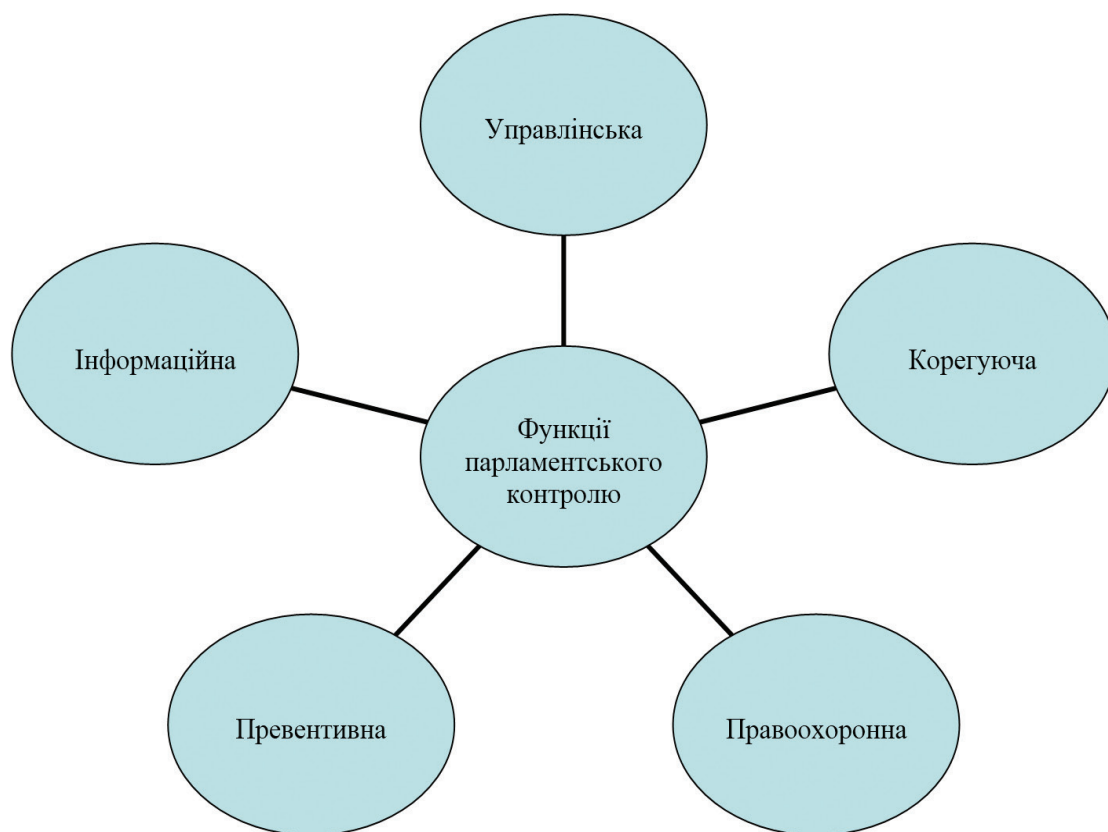 Управлінська
Інформаційна
Корегуюча
Функції
парламентського
контролю
Превентивна
Правоохоронна